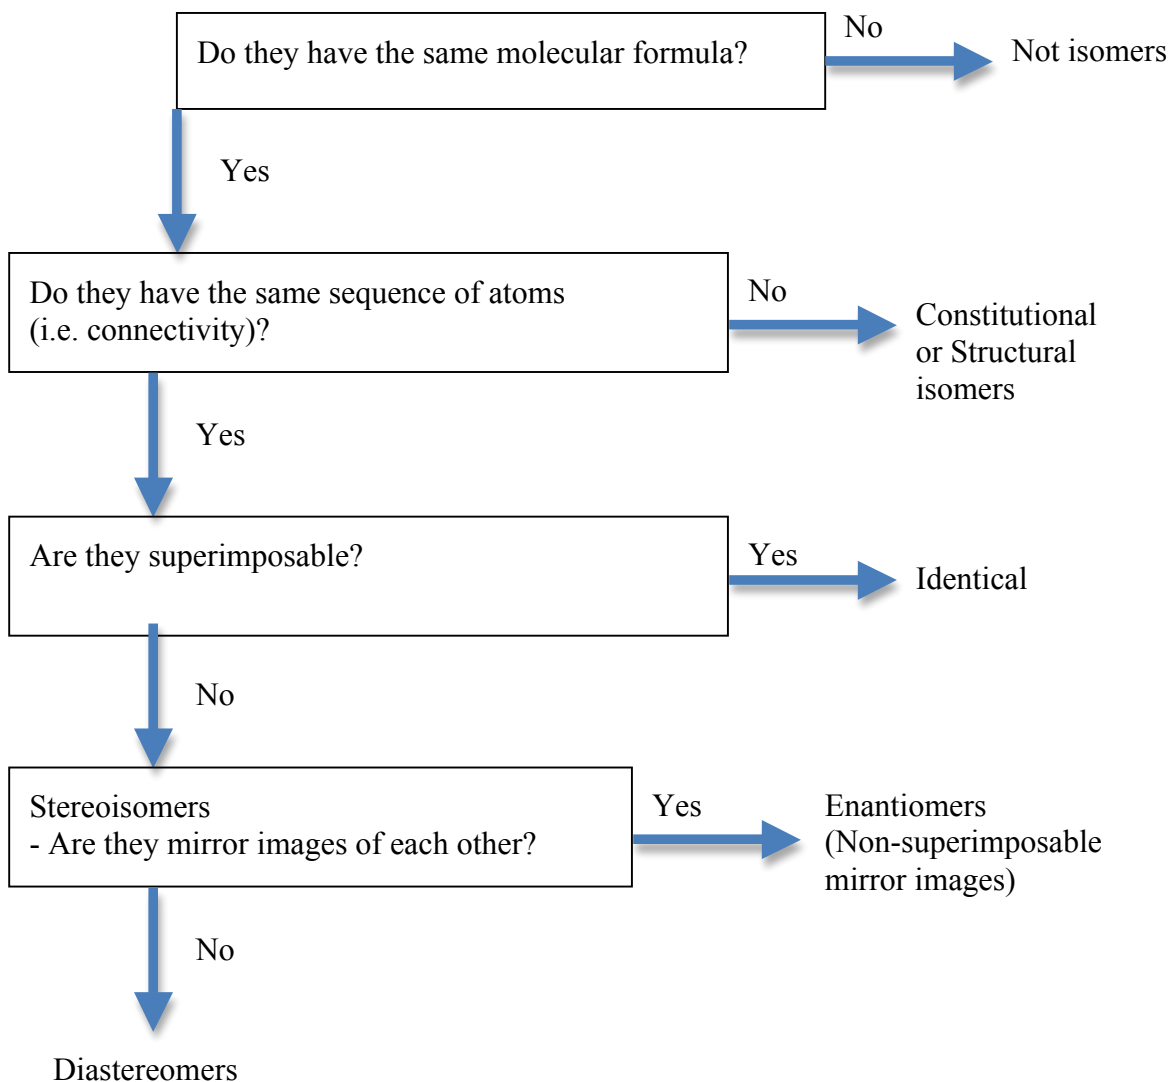 Do they have the same molecular formula?
No
Not isomers
Yes
Do they have the same sequence of atoms
(i.e. connectivity)?
No
Constitutional
or Structural
isomers
Yes
Are they superimposable?
Yes
Identical
No
Stereoisomers
- Are they mirror images of each other?
Yes
Enantiomers
(Non-superimposable
mirror images)
No
Diastereomers